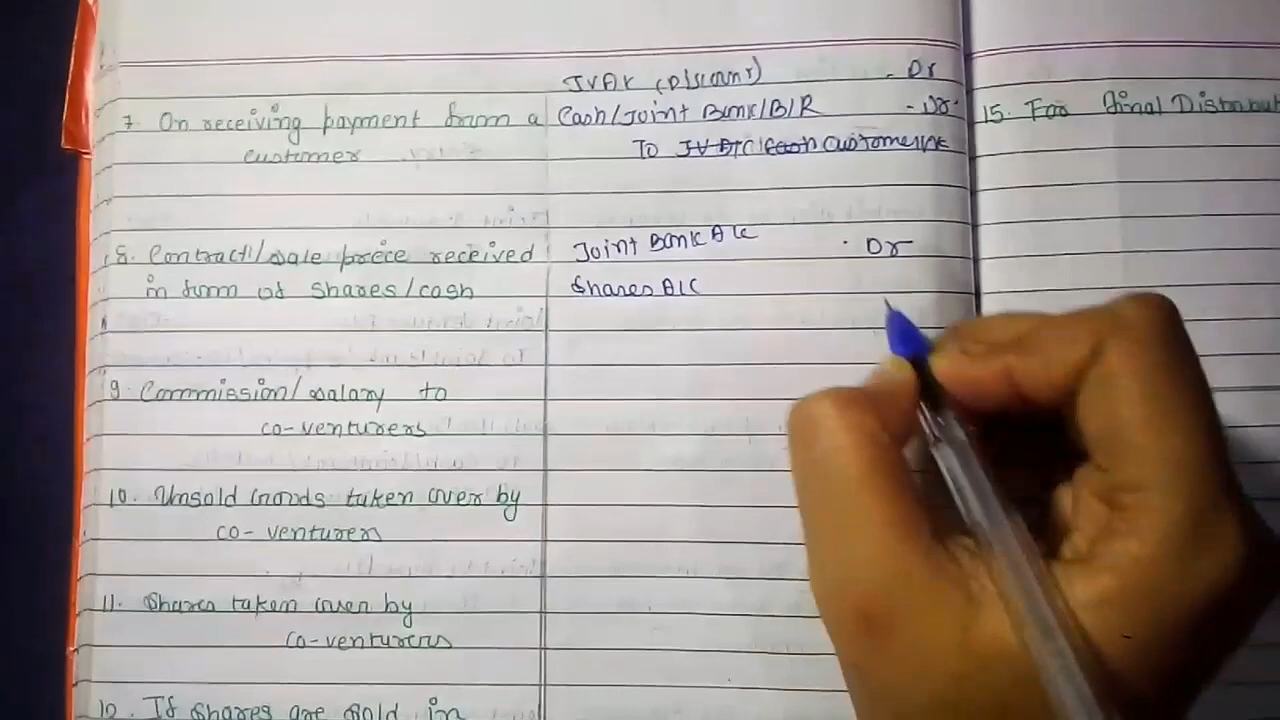 JVA/c (Discount) - Dr
7. On receiving payment from a Cash/Joint Bank/B/R - Dr.
customer To customer A/c
15. For final Distribut
8. Contract/sale price received Joint Bank A/c . Dr
in form of shares/cash Shares A/C
9. Commission/salary to
co-venturers
10. Unsold Goods taken over by
co-venturers
11. Shares taken over by
co-venturers
12. If shares are sold in